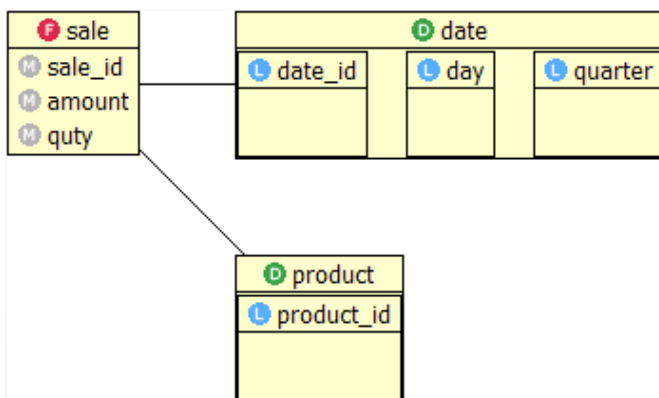 F sale
M sale_id
M amount
M quty
D date
L date_id
L day
L quarter
D product
L product_id